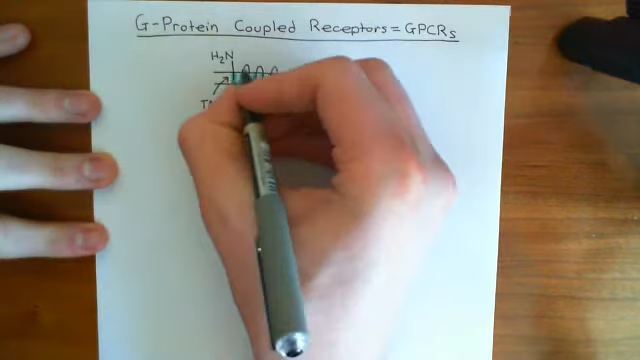 G-Protein Coupled Receptors = GPCRs
H₂N